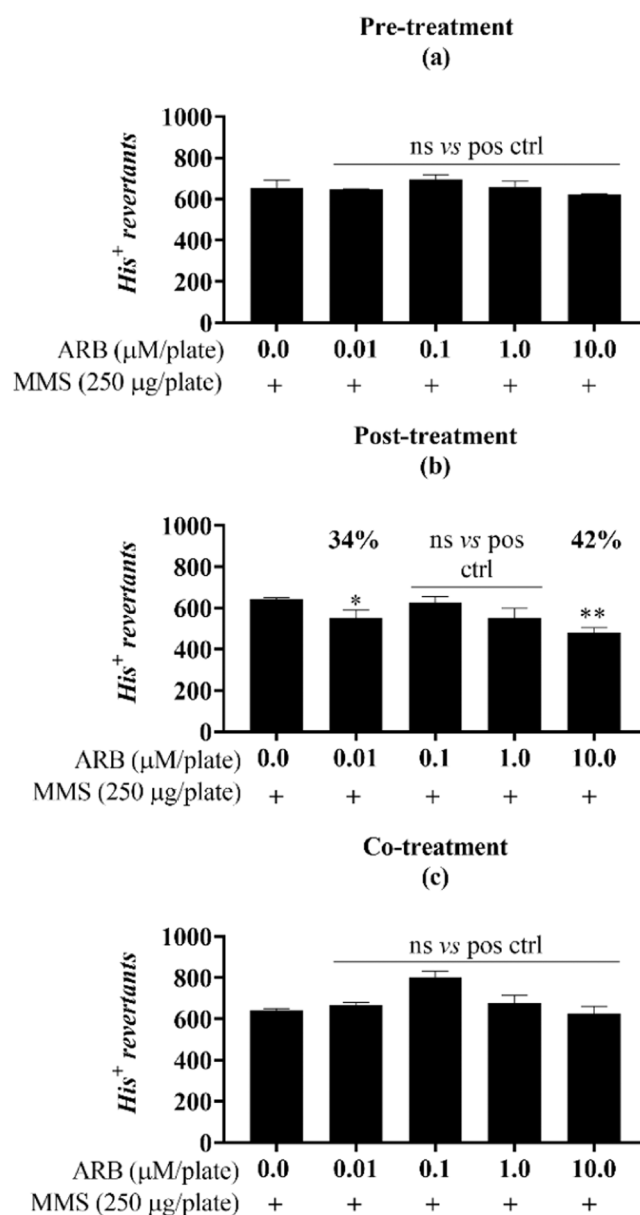 Pre-treatment
(a)
1000
ns vs pos ctrl
800
600
400
200
0
His+ revertants
ARB (μM/plate) 0.0 0.01 0.1 1.0 10.0
MMS (250 μg/plate) + + + + +
Post-treatment
(b)
1000
34% ns vs pos 42%
ctrl
800
600
* **
400
200
0
His+ revertants
ARB (μM/plate) 0.0 0.01 0.1 1.0 10.0
MMS (250 μg/plate) + + + + +
Co-treatment
(c)
1000
ns vs pos ctrl
800
600
400
200
0
His+ revertants
ARB (μM/plate) 0.0 0.01 0.1 1.0 10.0
MMS (250 μg/plate) + + + + +